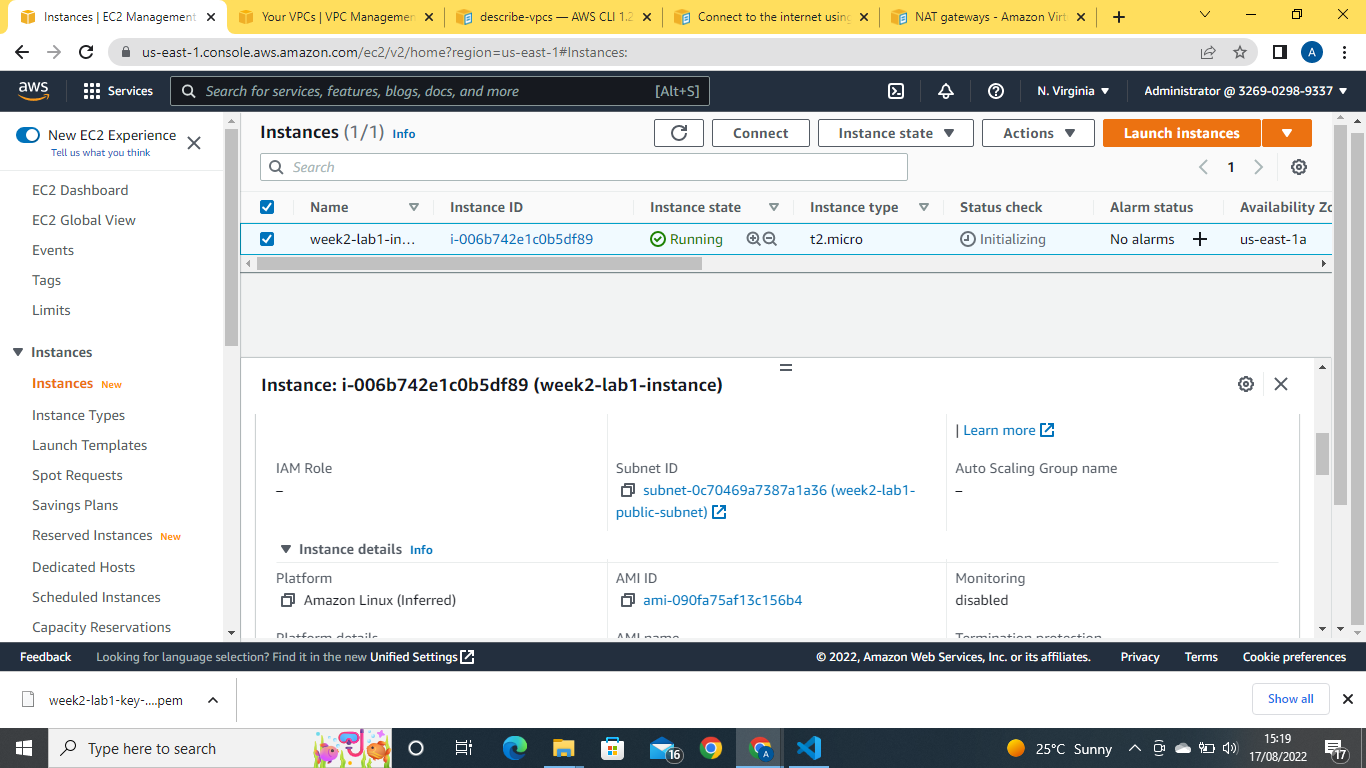 Instances | EC2 Management
Your VPCs | VPC Managemen
describe-vpcs — AWS CLI 1.2
Connect to the internet using
NAT gateways - Amazon Virt
us-east-1.console.aws.amazon.com/ec2/v2/home?region=us-east-1#Instances:
A
aws
Services
Search for services, features, blogs, docs, and more
[Alt+S]
N. Virginia
Administrator @ 3269-0298-9337
New EC2 Experience
Tell us what you think
EC2 Dashboard
EC2 Global View
Events
Tags
Limits
Instances
Instances New
Instance Types
Launch Templates
Spot Requests
Savings Plans
Reserved Instances New
Dedicated Hosts
Scheduled Instances
Capacity Reservations
Instances (1/1) Info
Connect
Instance state
Actions
Launch instances
Search
1
Name
Instance ID
Instance state
Instance type
Status check
Alarm status
Availability Zo
week2-lab1-in...
i-006b742e1c0b5df89
Running
t2.micro
Initializing
No alarms
us-east-1a
Instance: i-006b742e1c0b5df89 (week2-lab1-instance)
| Learn more
IAM Role
–
Subnet ID
subnet-0c70469a7387a1a36 (week2-lab1-
public-subnet)
Auto Scaling Group name
–
Instance details Info
Platform
Amazon Linux (Inferred)
AMI ID
ami-090fa75af13c156b4
Monitoring
disabled
Platform details
AMI name
Termination protection
Feedback
Looking for language selection? Find it in the new Unified Settings
© 2022, Amazon Web Services, Inc. or its affiliates.
Privacy
Terms
Cookie preferences
week2-lab1-key-....pem
Show all
Type here to search
16
A
25°C Sunny
15:19
17/08/2022
17